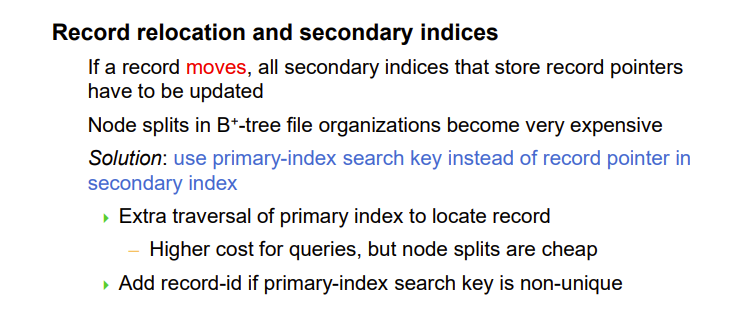 Record relocation and secondary indices
If a record moves, all secondary indices that store record pointers
have to be updated
Node splits in B⁺-tree file organizations become very expensive
Solution: use primary-index search key instead of record pointer in
secondary index
Extra traversal of primary index to locate record
– Higher cost for queries, but node splits are cheap
Add record-id if primary-index search key is non-unique